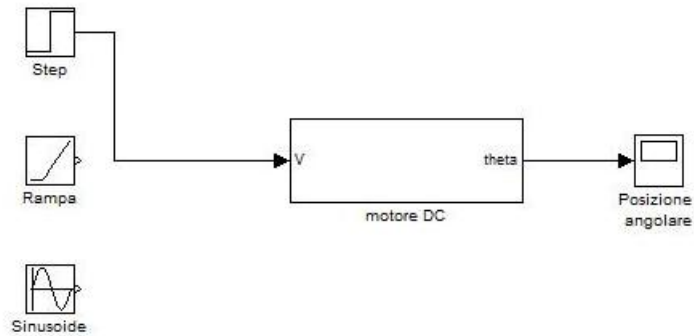 Step
Rampa
Sinusoide
V
theta
motore DC
Posizione
angolare